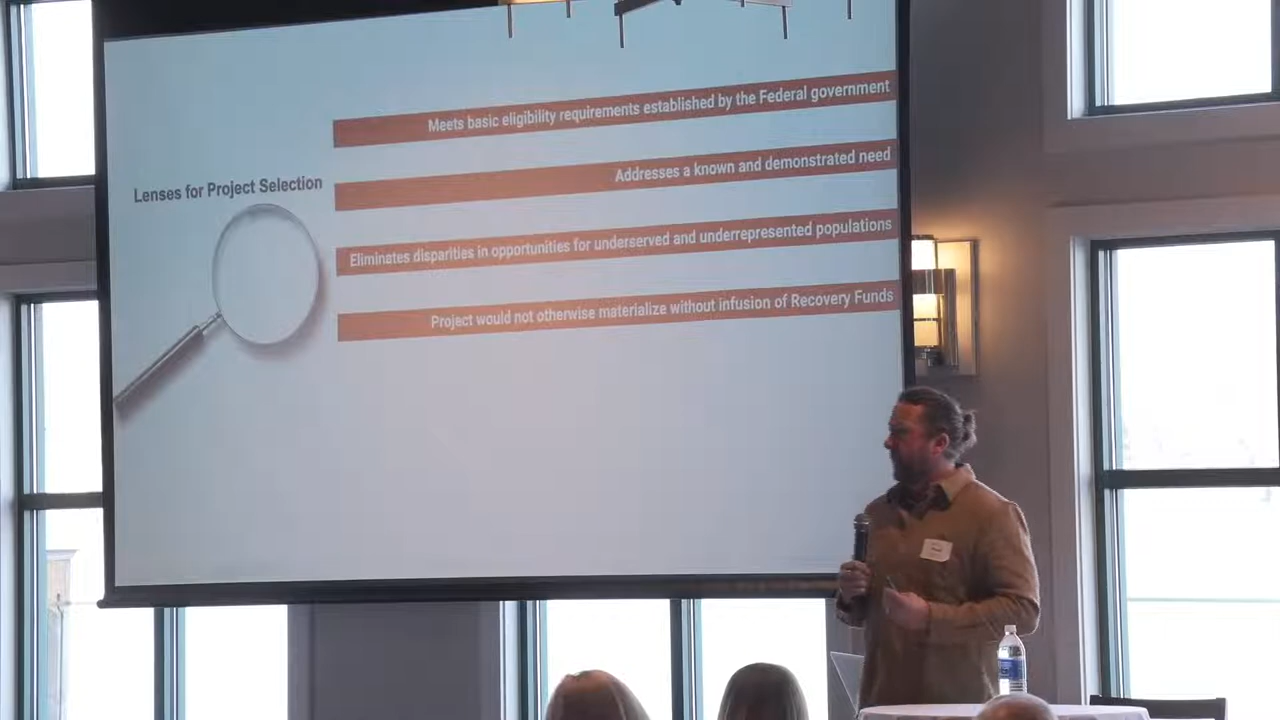 Lenses for Project Selection
Meets basic eligibility requirements established by the Federal government
Addresses a known and demonstrated need
Eliminates disparities in opportunities for underserved and underrepresented populations
Project would not otherwise materialize without infusion of Recovery Funds